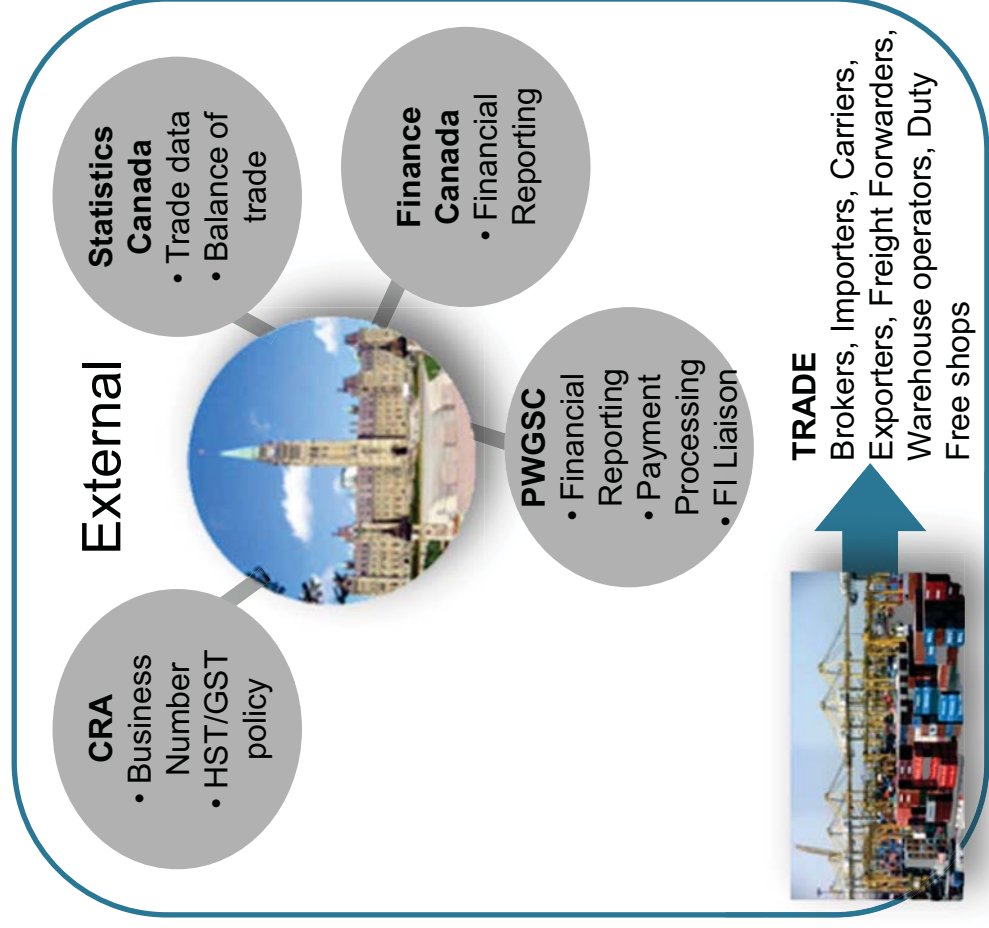 External
CRA
• Business
Number
• HST/GST
policy
Statistics
Canada
• Trade data
• Balance of
trade
Finance
Canada
• Financial
Reporting
PWGSC
• Financial
Reporting
• Payment
Processing
• FI Liaison
TRADE
Brokers, Importers, Carriers,
Exporters, Freight Forwarders,
Warehouse operators, Duty
Free shops